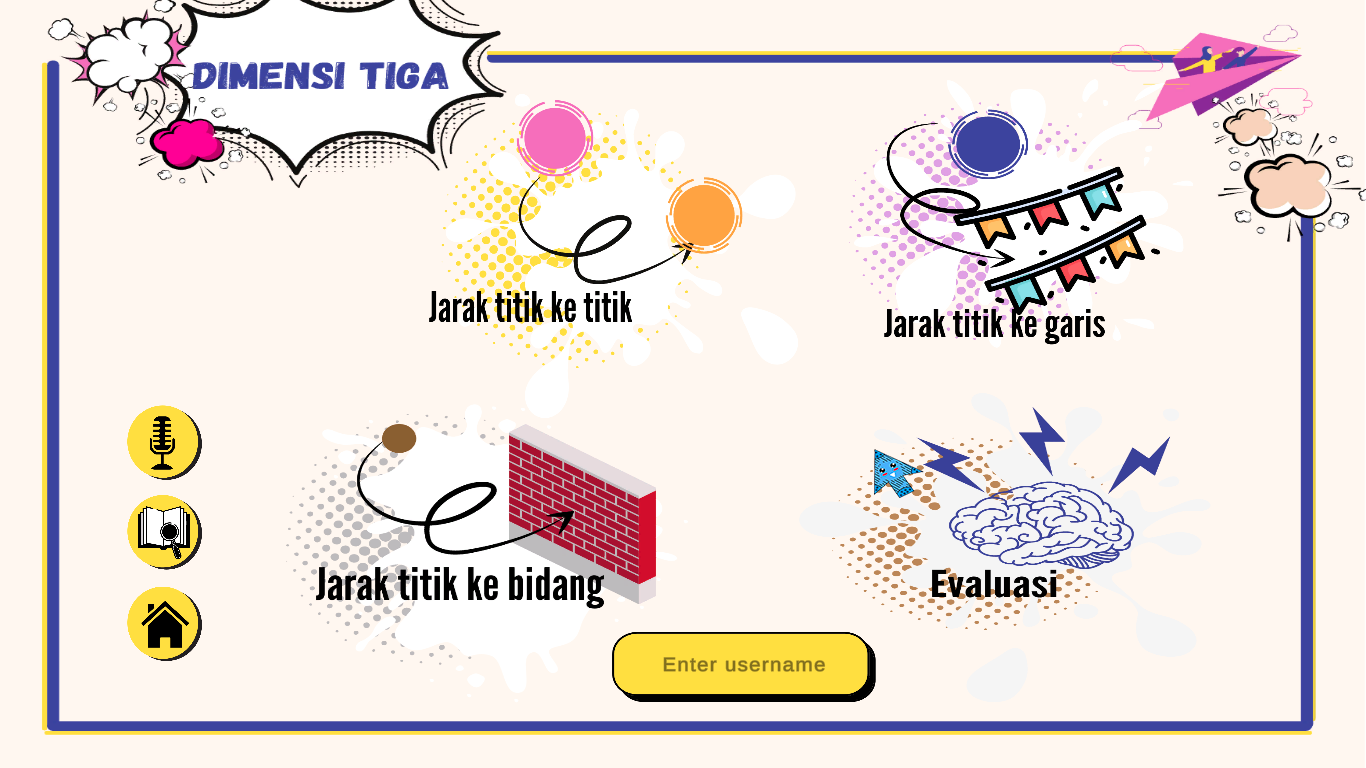 DIMENSI TIGA
Jarak titik ke titik
Jarak titik ke garis
Jarak titik ke bidang
Evaluasi
Enter username